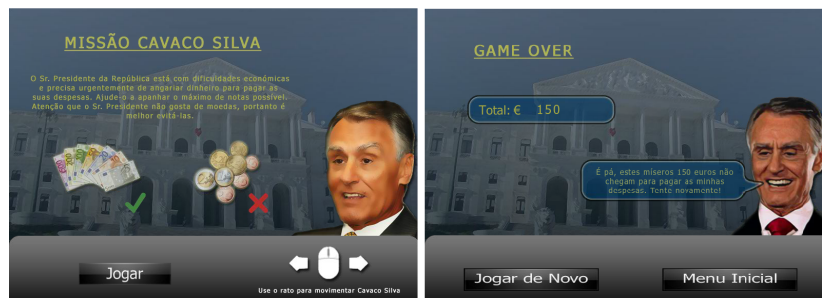 MISSÃO CAVACO SILVA
O Sr. Presidente da República está com dificuldades económicas
e precisa urgentemente de angariar dinheiro para pagar as
suas despesas. Ajude-o a apanhar o máximo de notas possível.
Atenção que o Sr. Presidente não gosta de moedas, portanto é
melhor evitá-las.
Jogar
Use o rato para movimentar Cavaco Silva
GAME OVER
Total: € 150
É pá, estes míseros 150 euros não
chegam para pagar as minhas
despesas. Tente novamente!
Jogar de Novo
Menu Inicial